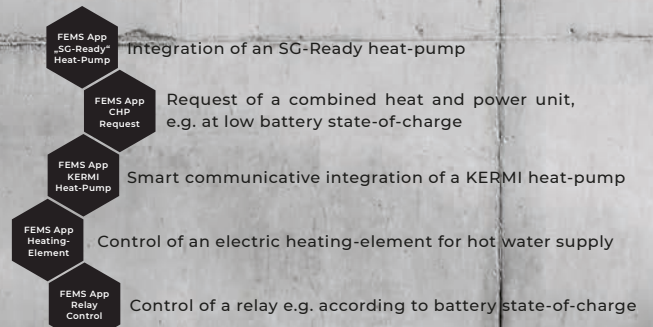 FEMS App
„SG-Ready“
Heat-Pump
Integration of an SG-Ready heat-pump
FEMS App
CHP
Request
Request of a combined heat and power unit,
e.g. at low battery state-of-charge
FEMS App
KERMI
Heat-Pump
Smart communicative integration of a KERMI heat-pump
FEMS App
Heating-
Element
Control of an electric heating-element for hot water supply
FEMS App
Relay
Control
Control of a relay e.g. according to battery state-of-charge